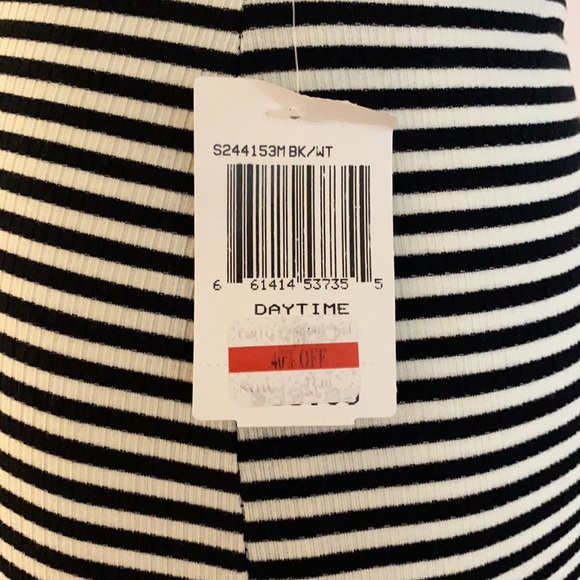 S244153M BK/WT
6 61414 53735 5
DAYTIME
40% OFF